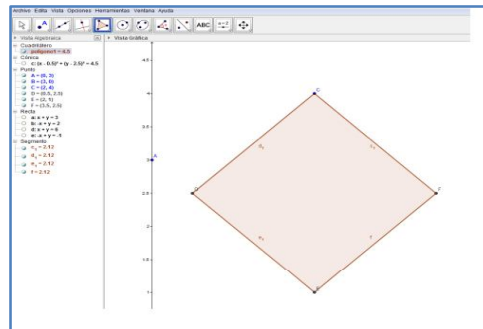 Archivo Edita Vista Opciones Herramientas Ventana Ayuda
ABC a=2
Vista Algebraica
Vista Gráfica
Cuadrilátero
polígono1 = 4.5
Cónica
c: (x - 0.5)² + (y - 2.5)² = 4.5
Punto
A = (0, 3)
B = (3, 0)
C = (2, 4)
D = (0.5, 2.5)
E = (2, 1)
F = (3.5, 2.5)
Recta
a: x + y = 3
b: -x + y = 2
d: x + y = 6
e: -x + y = -1
Segmento
= 2.12
= 2.12
= 2.12
f = 2.12
4.5
4
3.5
3
2.5
2
1.5
1
A
C
D
F
E
f